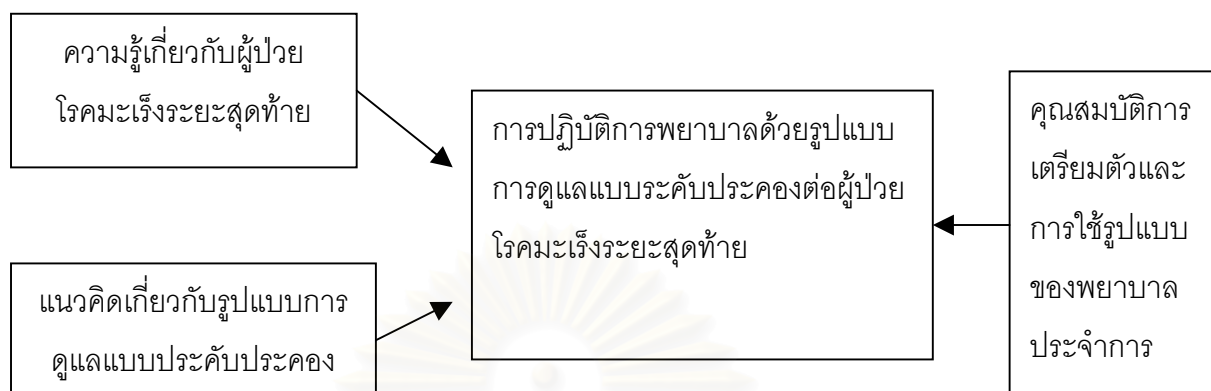 ความรู้เกี่ยวกับผู้ป่วย
โรคมะเร็งระยะสุดท้าย
แนวคิดเกี่ยวกับรูปแบบการ
ดูแลแบบประคับประคอง
การปฏิบัติการพยาบาลด้วยรูปแบบ
การดูแลแบบระคับประคองต่อผู้ป่วย
โรคมะเร็งระยะสุดท้าย
คุณสมบัติการ
เตรียมตัวและ
การใช้รูปแบบ
ของพยาบาล
ประจำการ